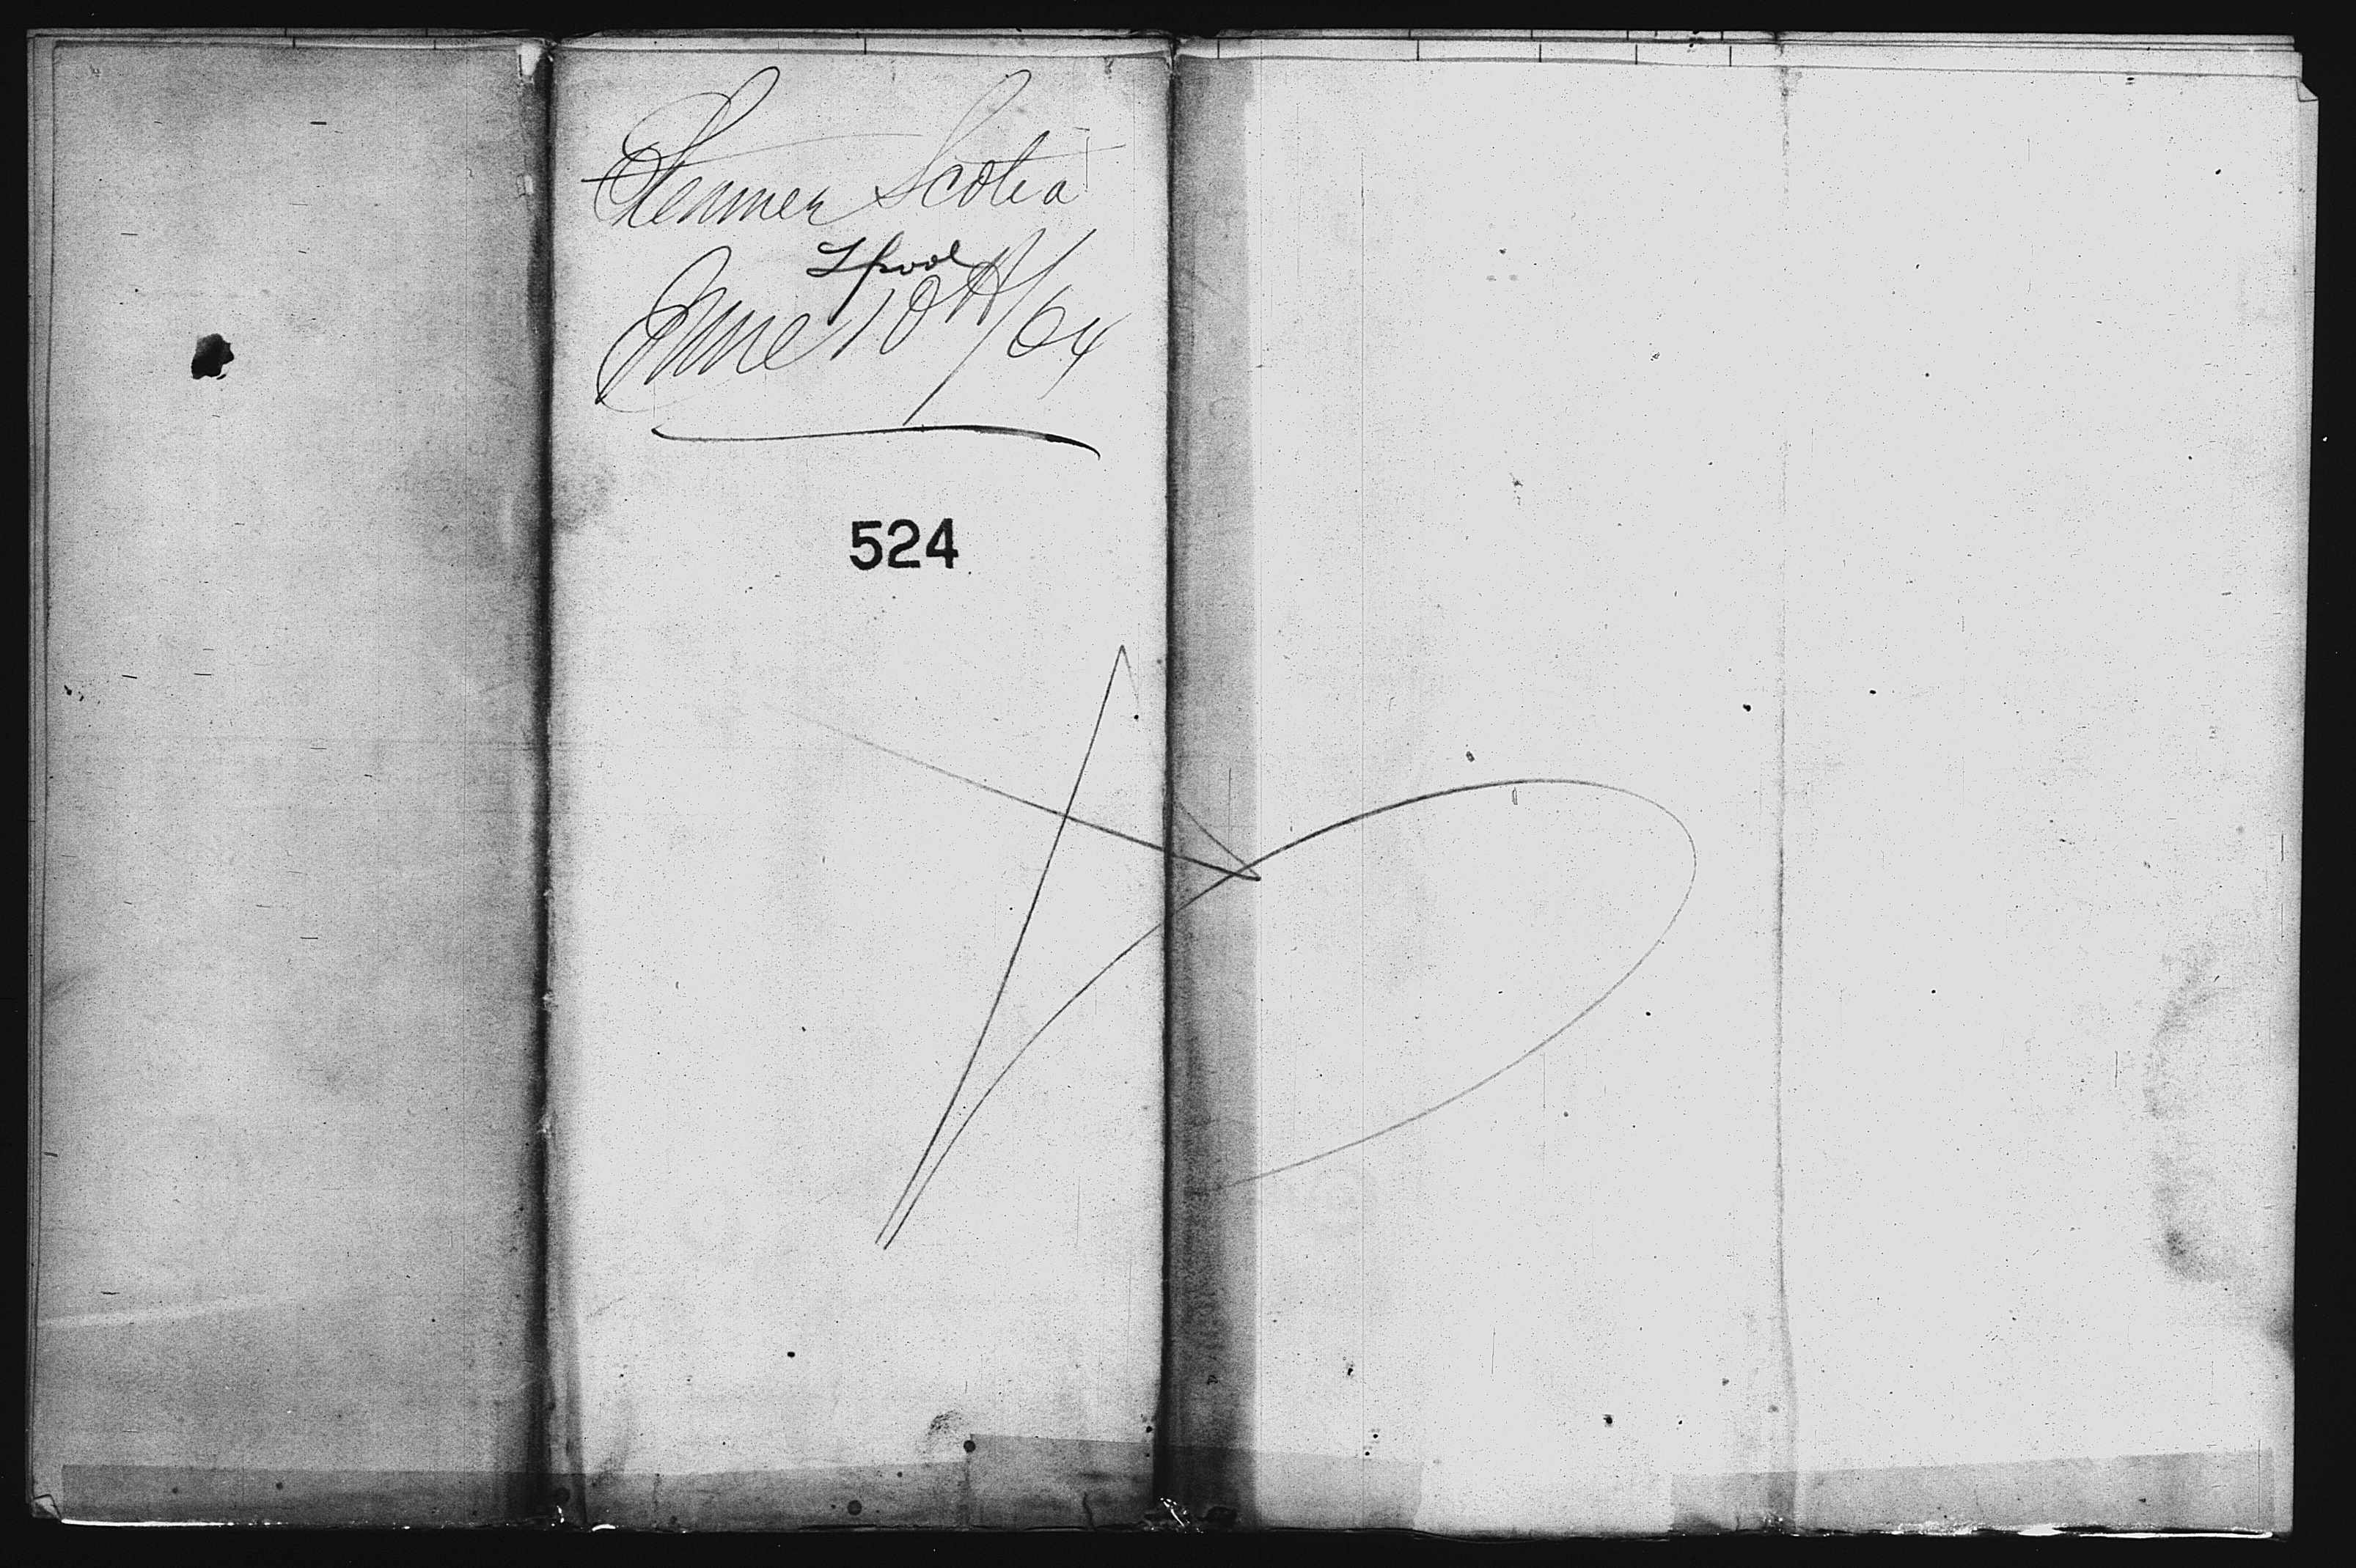 Steamer Scotia
Lpool
June 10th/64
524